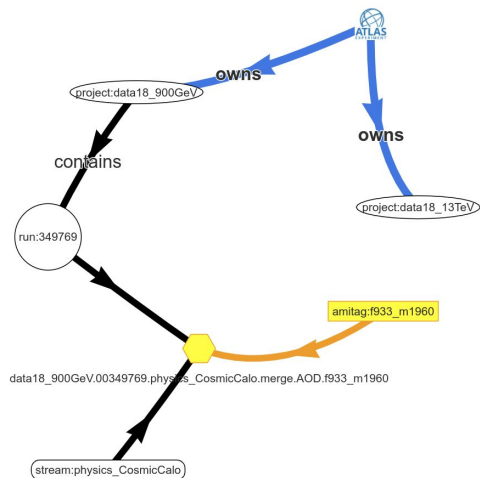 ATLAS
EXPERIMENT
owns
project:data18_900GeV
owns
contains
project:data18_13TeV
run:349769
amitag:f933_m1960
data18_900GeV.00349769.physics_CosmicCalo.merge.AOD.f933_m1960
stream:physics_CosmicCalo